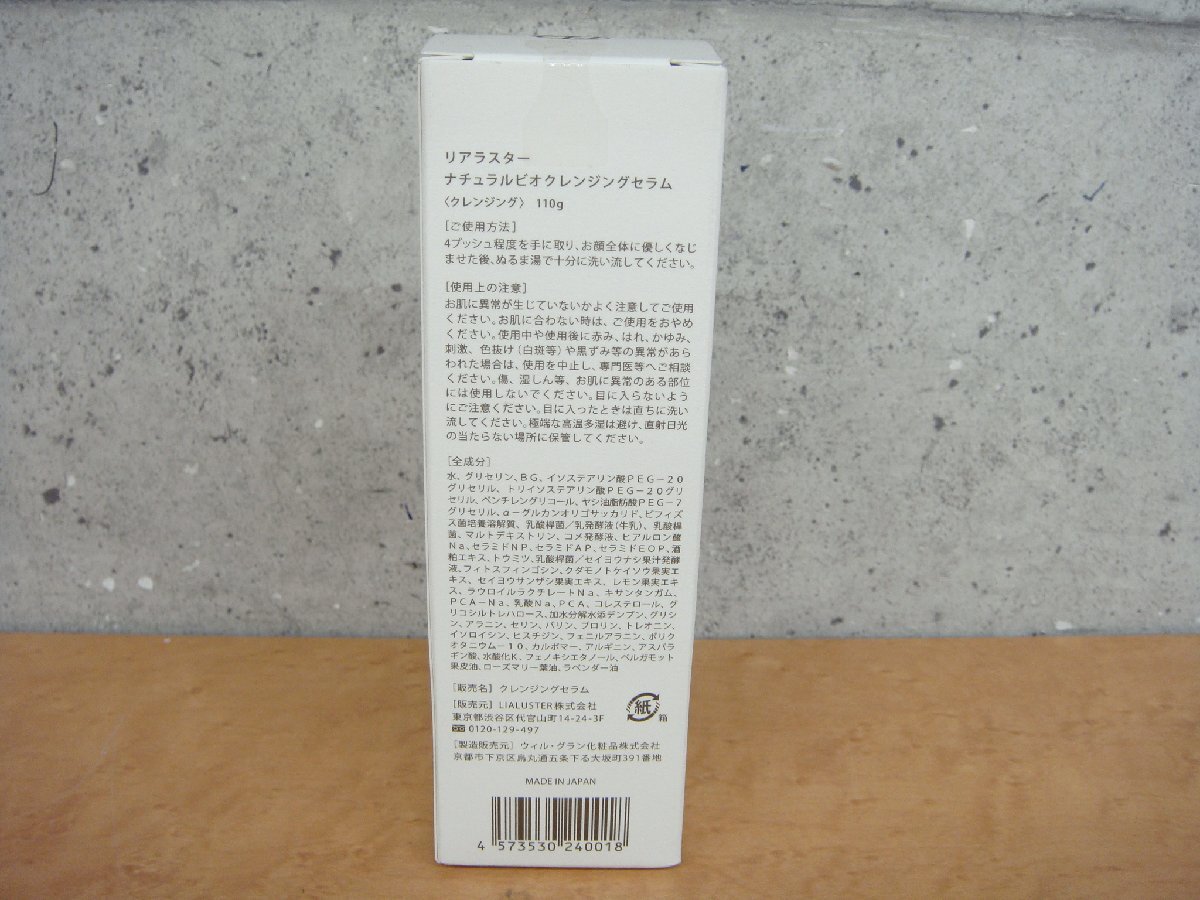 リアラスター
ナチュラルビオクレンジングセラム
〈クレンジング〉 110g
[ご使用方法]
4プッシュ程度を手に取り、お顔全体に優しくなじ
ませた後、ぬるま湯で十分に洗い流してください。
[使用上の注意]
お肌に異常が生じていないかよく注意してご使用
ください。お肌に合わない時は、ご使用をおやめ
ください。使用中や使用後に赤み、はれ、かゆみ、
刺激、色抜け(白斑等)や黒ずみ等の異常があら
われた場合は、使用を中止し、専門医等へご相談
ください。傷、湿しん等、お肌に異常のある部位
には使用しないでください。目に入らないよう
にご注意ください。目に入ったときは直ちに洗い
流してください。極端な高温多湿は避け、直射日光
の当たらない場所に保管してください。
[全成分]
水、グリセリン、BG、イソステアリン酸PEG-20
グリセリル、トリイソステアリン酸PEG-20グリ
セリル、ペンチレングリコール、ヤシ油脂肪酸PEG-7
グリセリル、α-グルカンオリゴサッカリド、ビフィズ
ス菌培養溶解質、乳酸桿菌/乳発酵液(牛乳)、乳酸桿
菌、マルトデキストリン、コメ発酵液、ヒアルロン酸
Na、セラミドNP、セラミドAP、セラミドEOP、酒
粕エキス、トウミツ、乳酸桿菌/セイヨウナシ果汁発酵
液、フィトスフィンゴシン、クダモノトケイソウ果実エ
キス、セイヨウサンザシ果実エキス、レモン果実エキ
ス、ラウロイルラクチレートNa、キサンタンガム、
PCA-Na、乳酸Na、PCA、コレステロール、グ
リコシルトレハロース、加水分解水添デンプン、グリシ
ン、アラニン、セリン、バリン、プロリン、トレオニン、
イソロイシン、ヒスチジン、フェニルアラニン、ポリク
オタニウム-10、カルボマー、アルギニン、アスパラ
ギン酸、水酸化K、フェノキシエタノール、ベルガモット
果皮油、ローズマリー葉油、ラベンダー油
[販売名] クレンジングセラム
[販売元] LIALUSTER株式会社
東京都渋谷区代官山町14-24-3F
0120-129-497
紙
箱
[製造販売元] ウィル・グラン化粧品株式会社
京都市下京区烏丸通五条下る大坂町391番地
MADE IN JAPAN
4 573530 240018